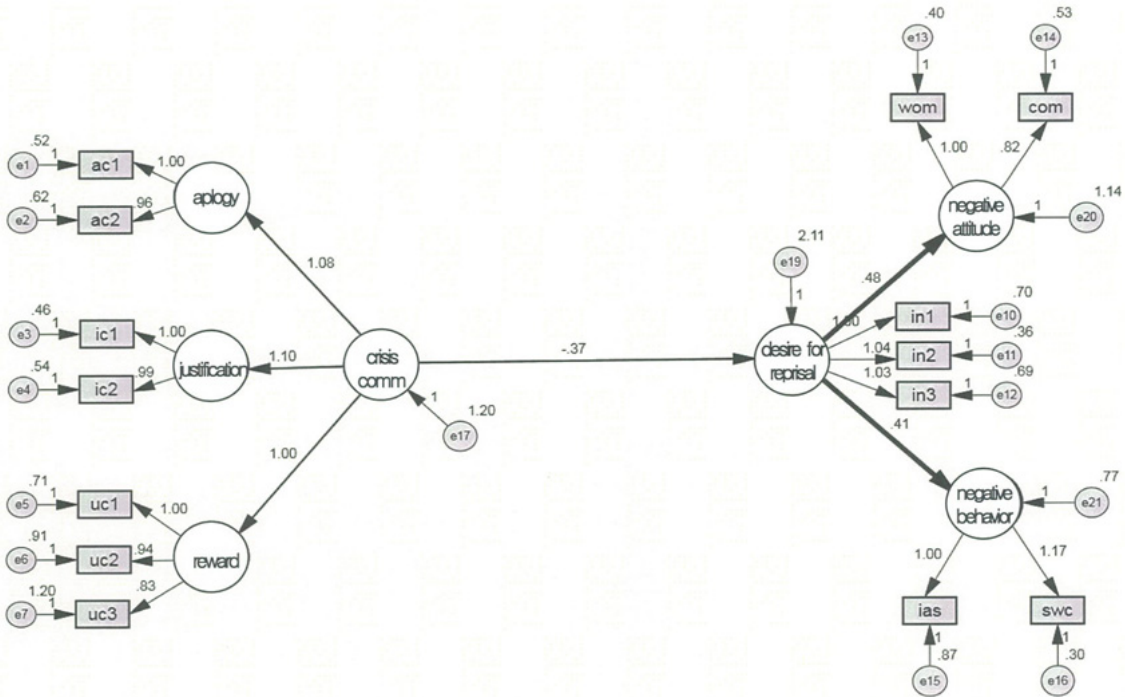 .40
.53
e13
e14
1
1
wom
com
1.00
.82
.52
e1
1
ac1
1.00
.62
e2
1
ac2
.96
aplogy
negative
attitude
1
e20
1.14
2.11
e19
1
1.08
.48
.46
e3
1
ic1
1.00
.54
e4
1
ic2
.99
justification
1.10
crisis
comm
-.37
desire for
reprisal
in1
1
.70
e10
1.04
in2
1
.36
e11
1.03
in3
1
.69
e12
1
1.20
e17
.41
1.00
.71
e5
1
uc1
1.00
.91
e6
1
uc2
.94
1.20
e7
1
uc3
.83
reward
negative
behavior
1
.77
e21
1.00
1.17
ias
swc
1
.87
1
.30
e15
e16